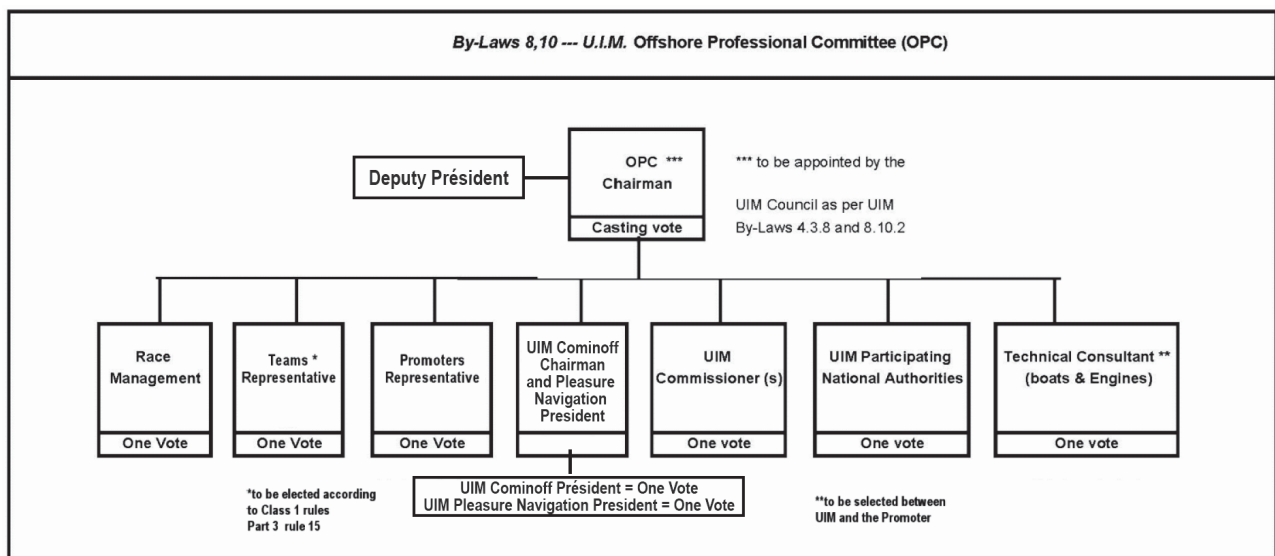 By-Laws 8,10 --- U.I.M. Offshore Professional Committee (OPC)
Deputy Président
OPC ***
Chairman
Casting vote
*** to be appointed by the
UIM Council as per UIM
By-Laws 4.3.8 and 8.10.2
Race
Management
One Vote
Teams *
Representative
One Vote
Promoters
Representative
One Vote
UIM Cominoff
Chairman
and Pleasure
Navigation
President
UIM
Commissioner (s)
One vote
UIM Participating
National Authorities
One vote
Technical Consultant **
(boats & Engines)
One vote
*to be elected according
to Class 1 rules
Part 3 rule 15
UIM Cominoff Président = One Vote
UIM Pleasure Navigation President = One Vote
**to be selected between
UIM and the Promoter